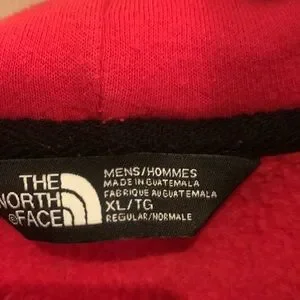 THE
NORTH
FACE
MENS/HOMMES
MADE IN GUATEMALA
FABRIQUE AU GUATEMALA
XL/TG
REGULAR/NORMALE